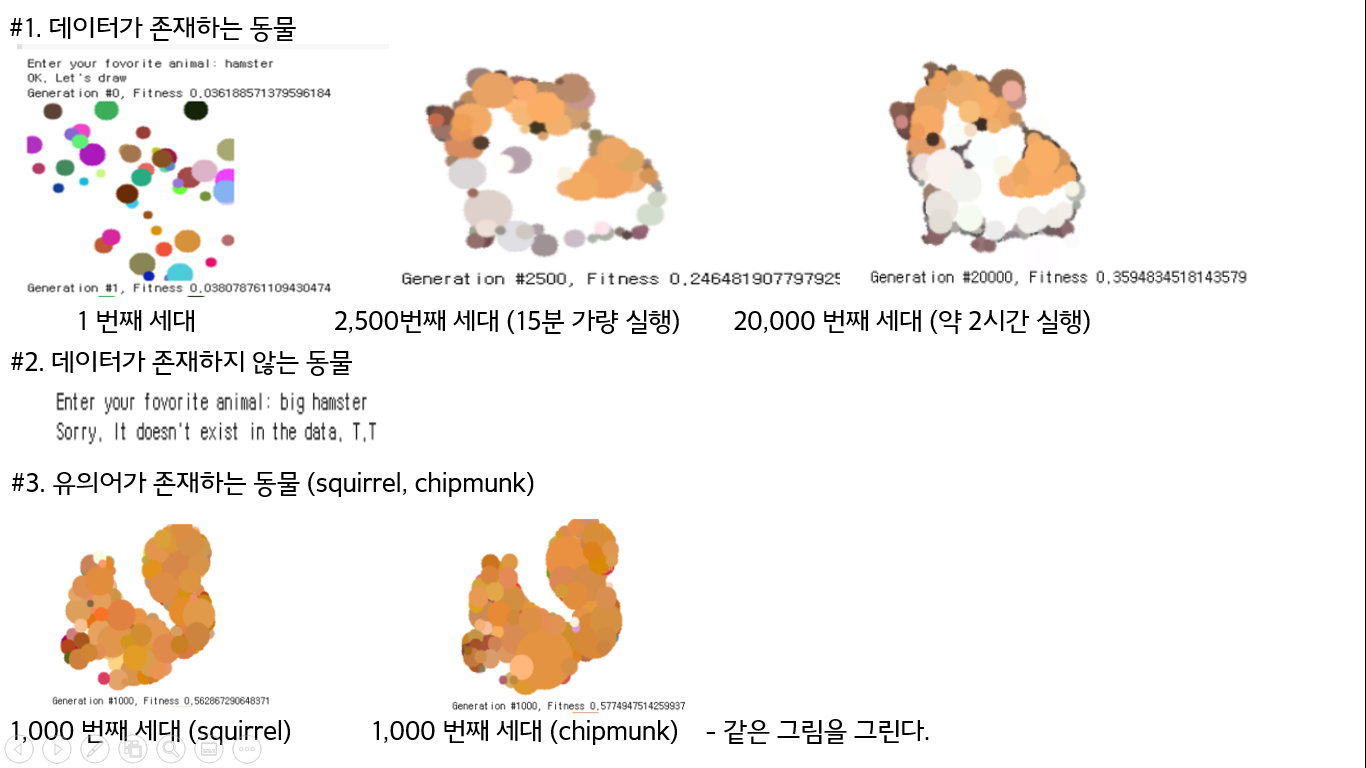 #1. 데이터가 존재하는 동물
Enter your fovorite animal: hamster
OK, Let's draw
Generation #0, Fitness 0.036188571379596184
Generation #1, Fitness 0.038078761109430474
Generation #2500, Fitness 0.246481907797925
Generation #20000, Fitness 0.3594834518143579
1 번째 세대
2,500번째 세대 (15분 가량 실행)
20,000 번째 세대 (약 2시간 실행)
#2. 데이터가 존재하지 않는 동물
Enter your fovorite animal: big hamster
Sorry, It doesn't exist in the data, T.T
#3. 유의어가 존재하는 동물 (squirrel, chipmunk)
Generation #1000, Fitness 0.562867290648371
Generation #1000, Fitness 0.5774947514259937
1,000 번째 세대 (squirrel)
1,000 번째 세대 (chipmunk)
- 같은 그림을 그린다.